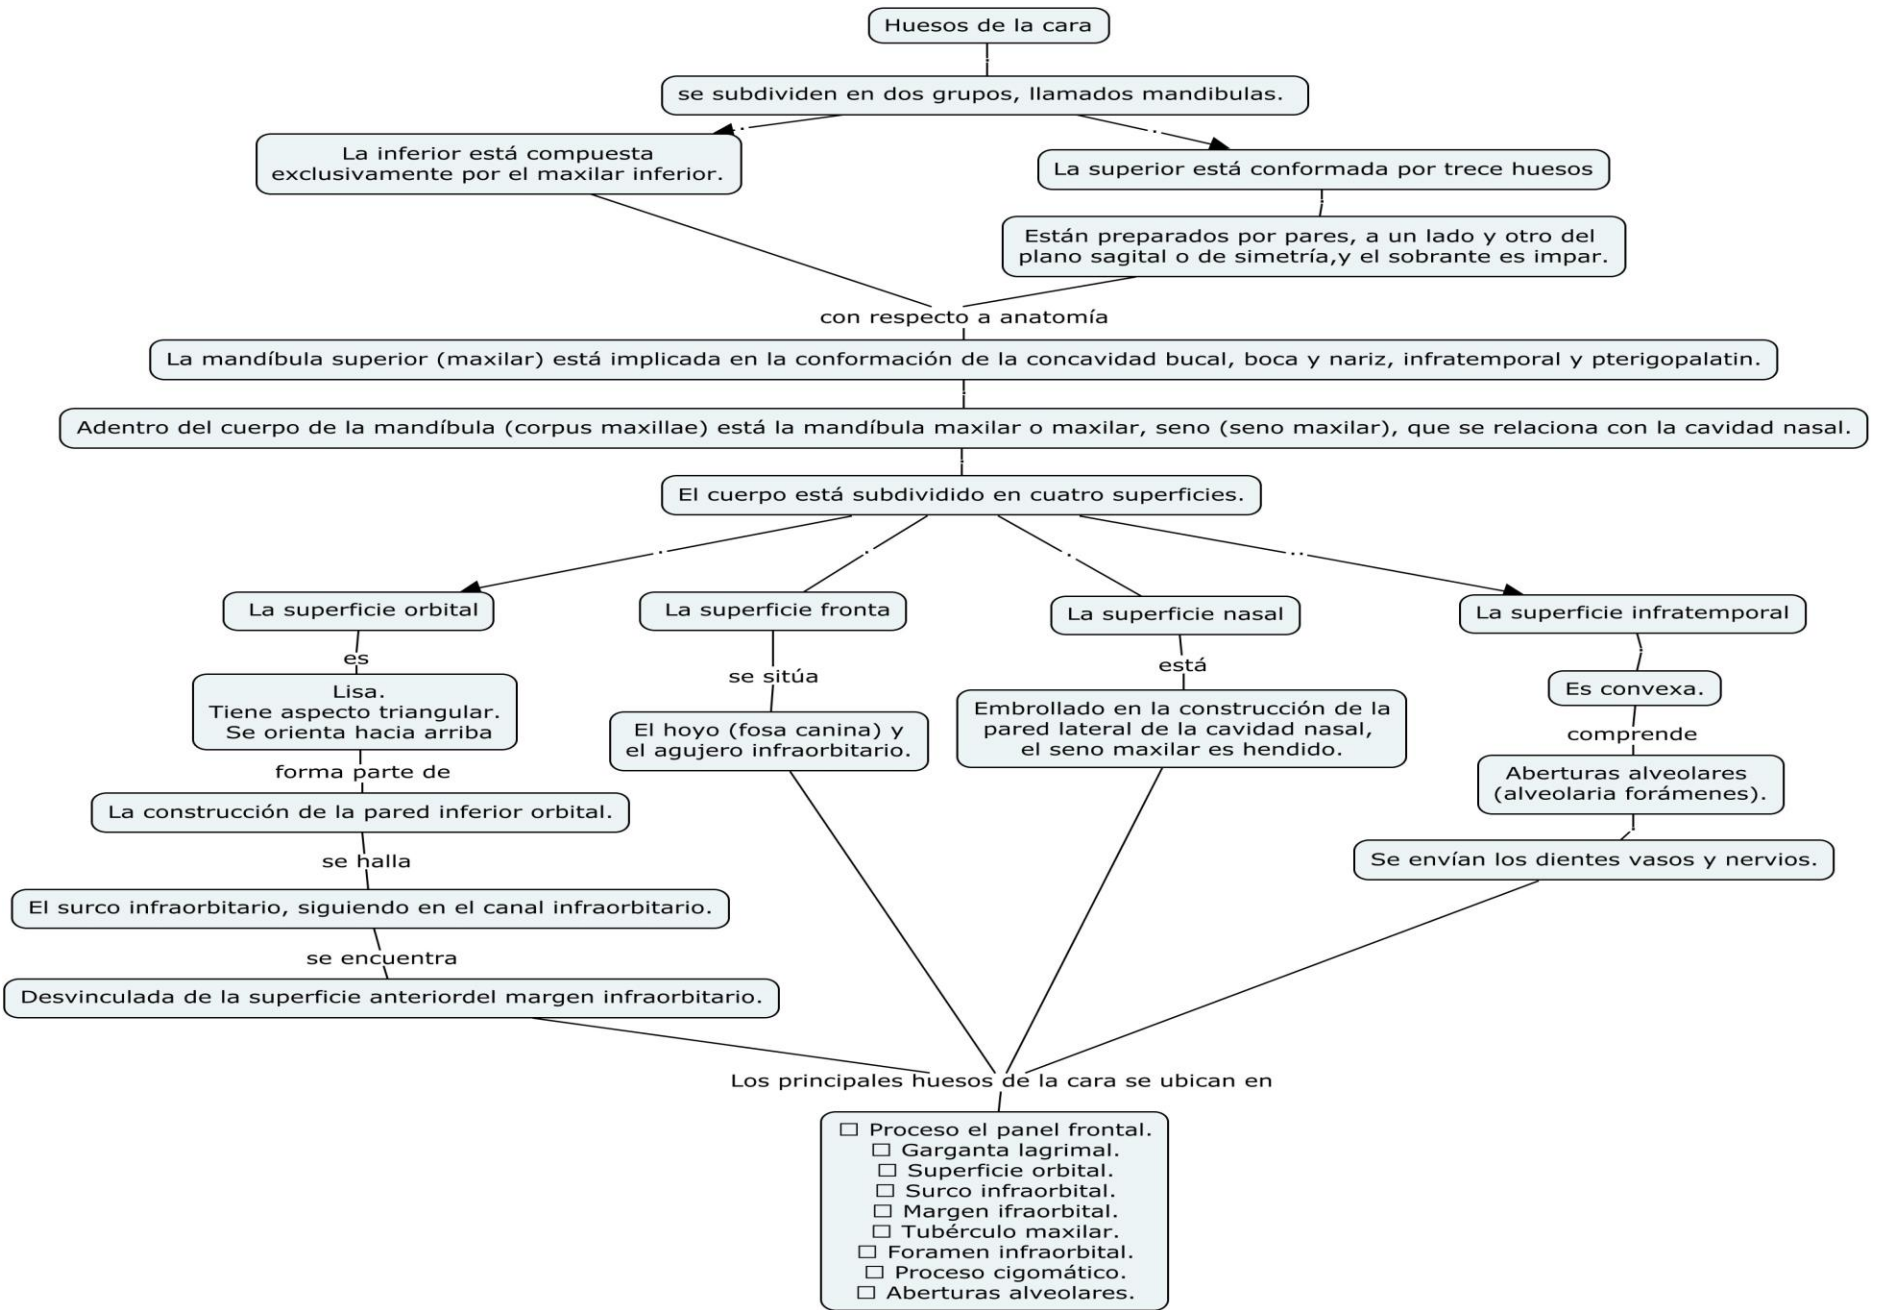 Huesos de la cara
se subdividen en dos grupos, llamados mandibulas.
La inferior está compuesta
exclusivamente por el maxilar inferior.
La superior está conformada por trece huesos
Están preparados por pares, a un lado y otro del
plano sagital o de simetría,y el sobrante es impar.
con respecto a anatomía
La mandíbula superior (maxilar) está implicada en la conformación de la concavidad bucal, boca y nariz, infratemporal y pterigopalatin.
Adentro del cuerpo de la mandíbula (corpus maxillae) está la mandíbula maxilar o maxilar, seno (seno maxilar), que se relaciona con la cavidad nasal.
El cuerpo está subdividido en cuatro superficies.
La superficie orbital
es
Lisa.
Tiene aspecto triangular.
Se orienta hacia arriba
forma parte de
La construcción de la pared inferior orbital.
se halla
El surco infraorbitario, siguiendo en el canal infraorbitario.
se encuentra
Desvinculada de la superficie anteriordel margen infraorbitario.
La superficie fronta
se sitúa
El hoyo (fosa canina) y
el agujero infraorbitario.
La superficie nasal
está
Embrollado en la construcción de la
pared lateral de la cavidad nasal,
el seno maxilar es hendido.
La superficie infratemporal
Es convexa.
comprende
Aberturas alveolares
(alveolaria forámenes).
Se envían los dientes vasos y nervios.
Los principales huesos de la cara se ubican en
□ Proceso el panel frontal.
□ Garganta lagrimal.
□ Superficie orbital.
□ Surco infraorbital.
□ Margen ifraorbital.
□ Tubérculo maxilar.
□ Foramen infraorbital.
□ Proceso cigomático.
□ Aberturas alveolares.